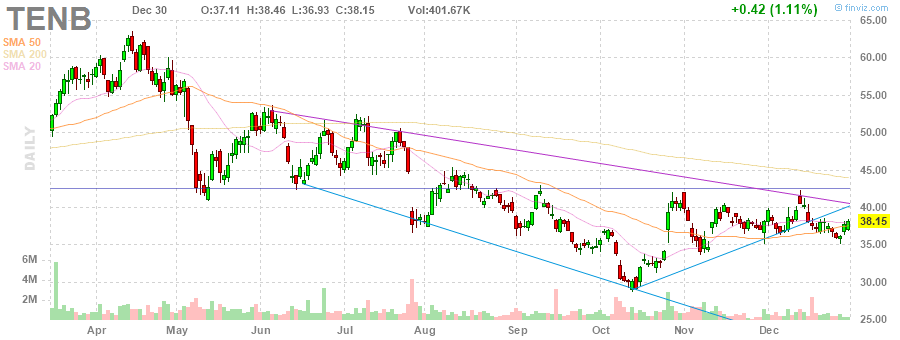 TENB Dec 30 O:37.11 H:38.46 L:36.93 C:38.15 Vol:401.67K +0.42 (1.11%) © finviz.com
SMA 50
SMA 200
SMA 20
DAILY
65.00
60.00
55.00
50.00
45.00
40.00
38.15
35.00
30.00
25.00
6M
4M
2M
Apr May Jun Jul Aug Sep Oct Nov Dec